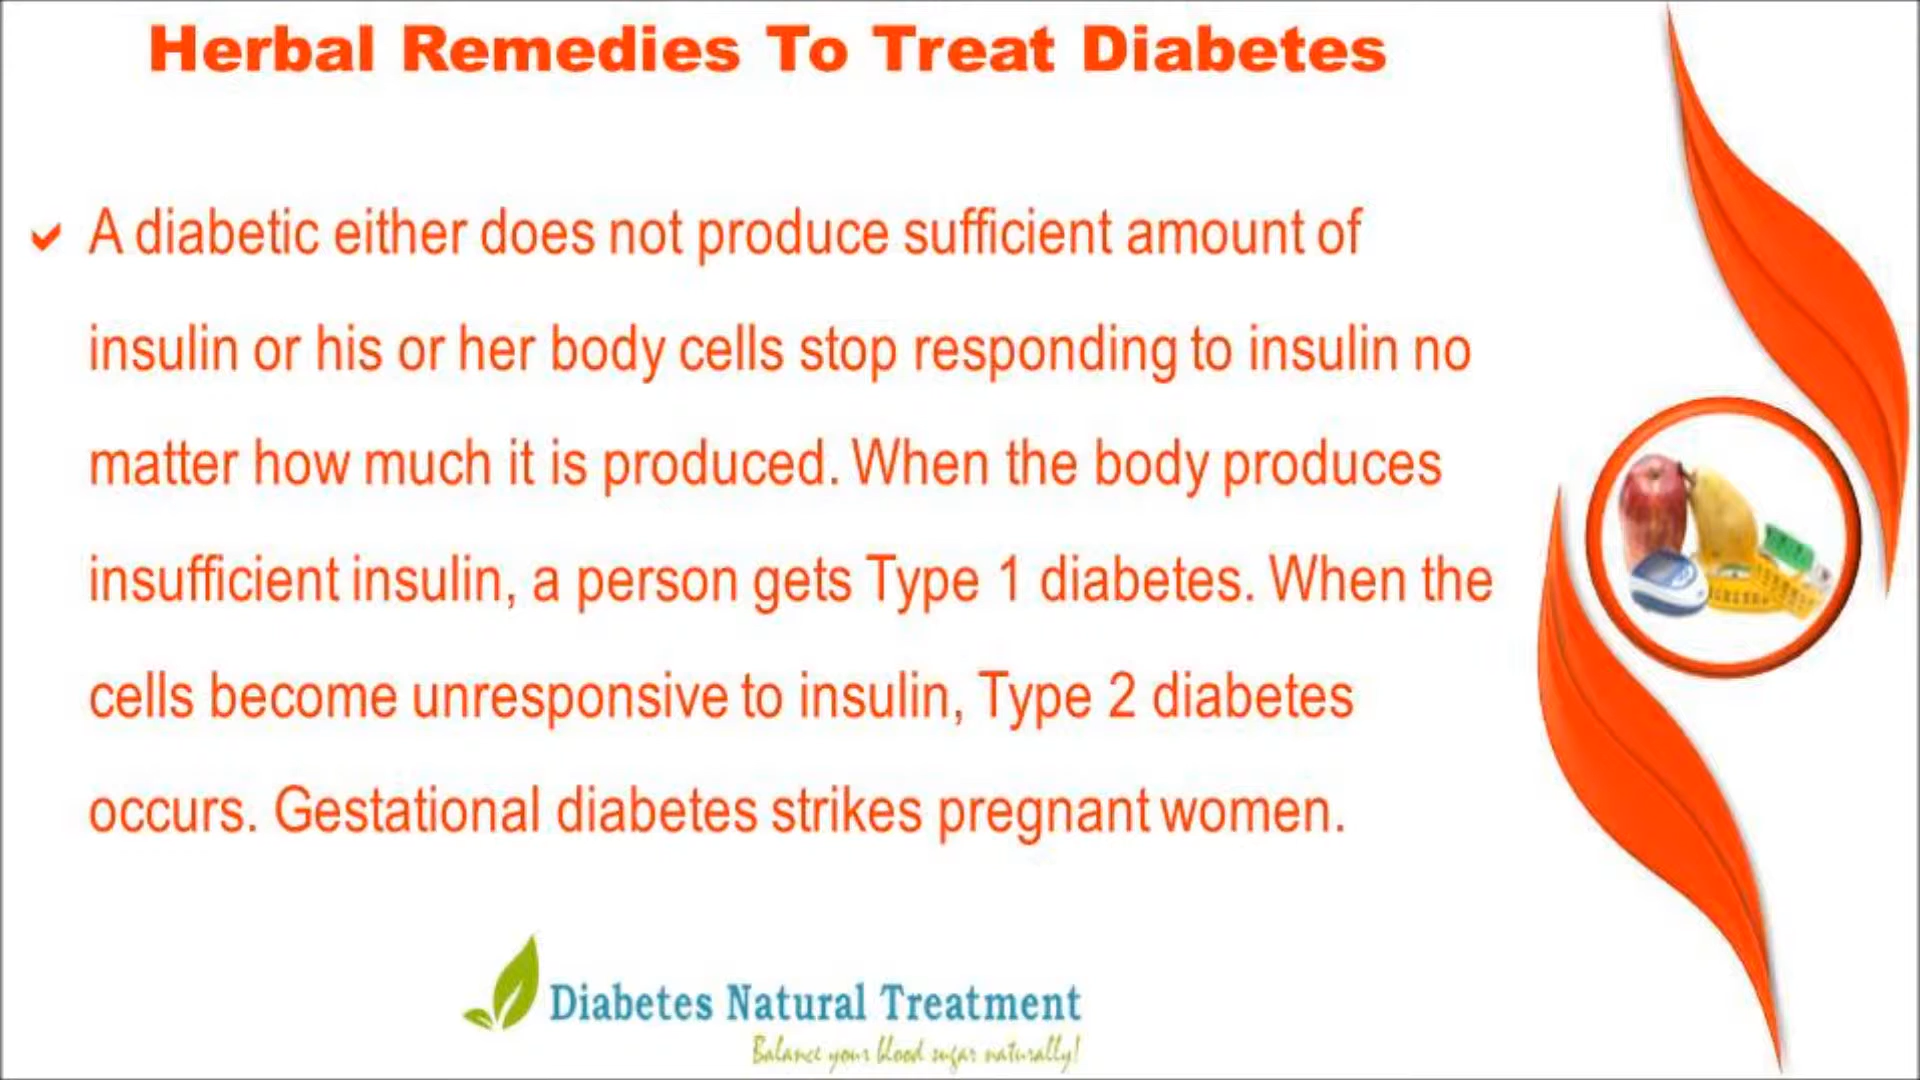 Herbal Remedies To Treat Diabetes
A diabetic either does not produce sufficient amount of
insulin or his or her body cells stop responding to insulin no
matter how much it is produced. When the body produces
insufficient insulin, a person gets Type 1 diabetes. When the
cells become unresponsive to insulin, Type 2 diabetes
occurs. Gestational diabetes strikes pregnant women.
Diabetes Natural Treatment
Balance your blood sugar naturally!